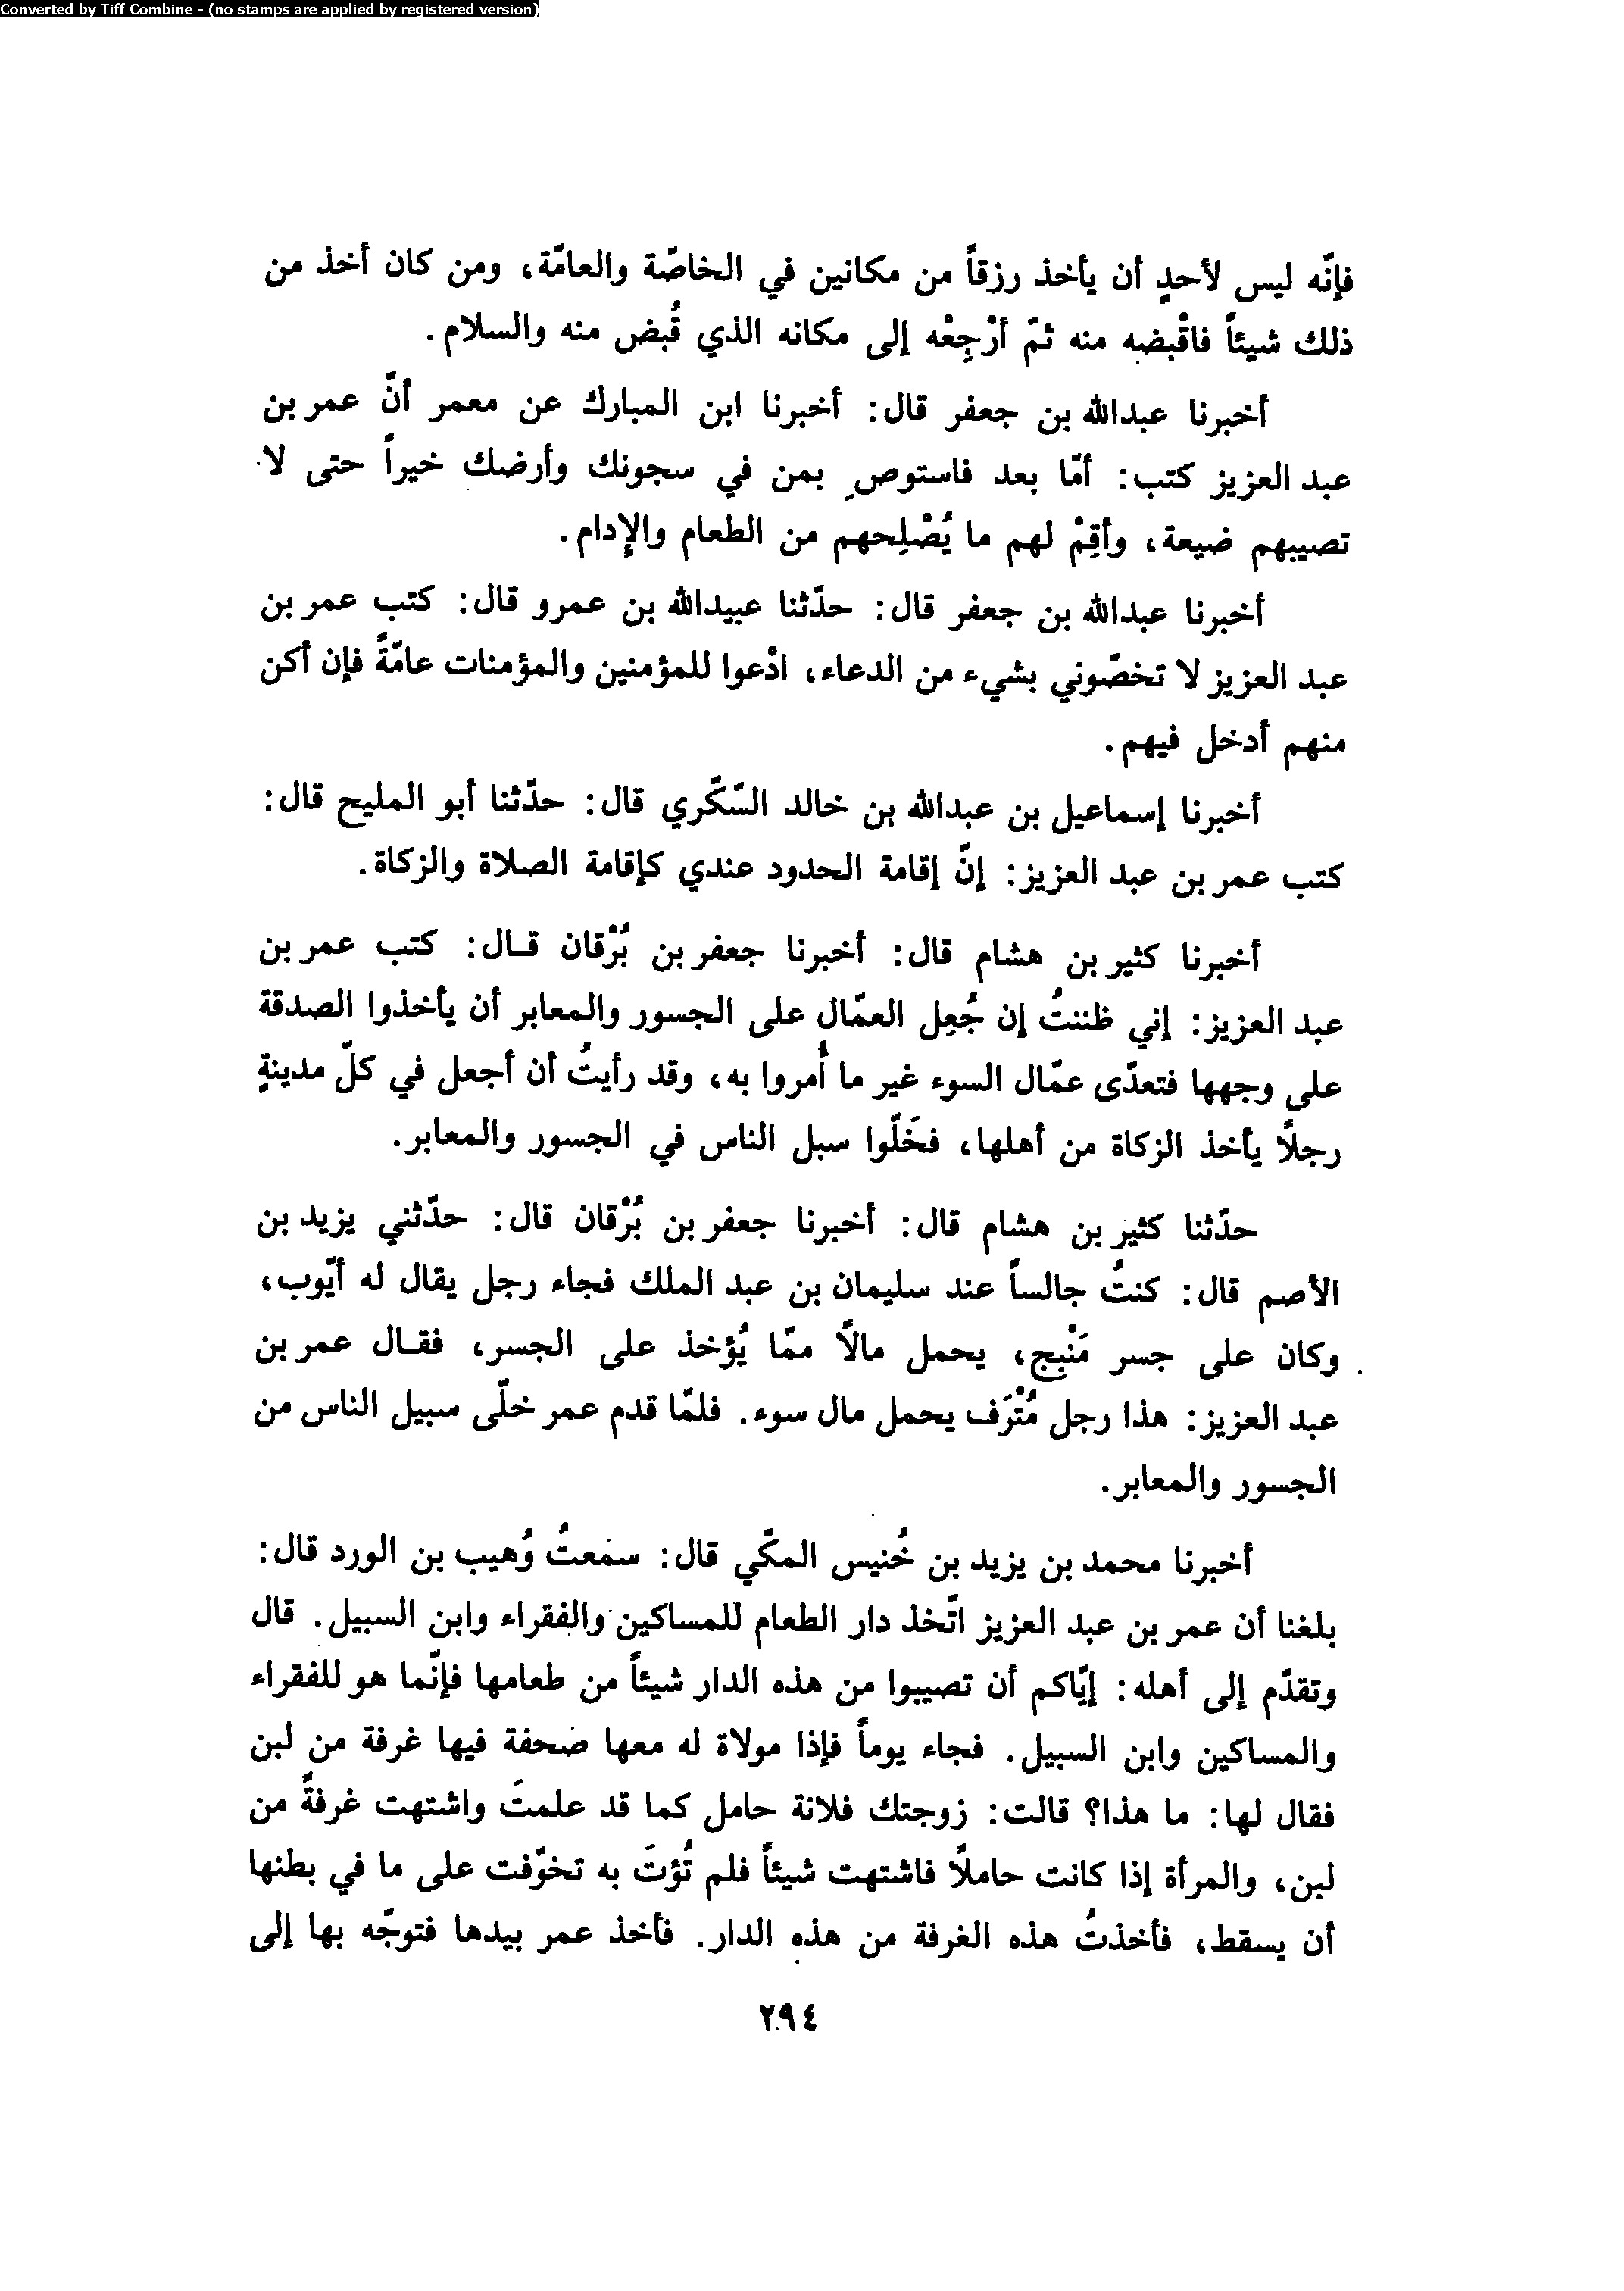 Converted by Tiff Combine - (no stamps are applied by registered version)
فإنّه ليس لأحدٍ أن يأخذ رزقاً من مكانين في الخاصّة والعامّة، ومن كان أخذ من
ذلك شيئاً فاقْبضه منه ثمّ أرْجِعْه إلى مكانه الذي قُبض منه والسلام.
أخبرنا عبدالله بن جعفر قال: أخبرنا ابن المبارك عن معمر أنّ عمر بن
عبد العزيز كتب: أمّا بعد فاستوصِ بمن في سجونك وأرضك خيراً حتى لا
تصيبهم ضيعة، وأقِمْ لهم ما يُصْلِحهم من الطعام والإدام.
أخبرنا عبدالله بن جعفر قال: حدّثنا عبيدالله بن عمرو قال: كتب عمر بن
عبد العزيز لا تخصّوني بشيء من الدعاء، ادْعوا للمؤمنين والمؤمنات عامّةً فإن أكن
منهم أدخل فيهم.
أخبرنا إسماعيل بن عبدالله بن خالد السّكّري قال: حدّثنا أبو المليح قال:
كتب عمر بن عبد العزيز: إنّ إقامة الحدود عندي كإقامة الصلاة والزكاة.
أخبرنا كثير بن هشام قال: أخبرنا جعفر بن بُرْقان قـال: كتب عمر بن
عبد العزيز: إني ظننتُ إن جُعِل العمّال على الجسور والمعابر أن يأخذوا الصدقة
على وجهها فتعدّى عمّال السوء غير ما أُمروا به، وقد رأيتُ أن أجعل في كلّ مدينةٍ
رجلًا يأخذ الزكاة من أهلها، فخَلّوا سبل الناس في الجسور والمعابر.
حدّثنا كثير بن هشام قال: أخبرنا جعفر بن بُرْقان قال: حدّثني يزيد بن
الأصم قال: كنتُ جالساً عند سليمان بن عبد الملك فجاء رجل يقال له أيّوب،
وكان على جسر مَنْبِج، يحمل مالًا ممّا يُؤخذ على الجسر، فقـال عمر بن
عبد العزيز: هذا رجل مُتْرَف يحمل مال سوء. فلمّا قدم عمر خلّى سبيل الناس من
الجسور والمعابر.
أخبرنا محمد بن يزيد بن خُنيس المكّي قال: سمعتُ وُهيب بن الورد قال:
بلغنا أن عمر بن عبد العزيز اتّخذ دار الطعام للمساكين والفقراء وابن السبيل. قال
وتقدّم إلى أهله: إيّاكم أن تصيبوا من هذه الدار شيئاً من طعامها فإنّما هو للفقراء
والمساكين وابن السبيل. فجاء يوماً فإذا مولاة له معها صحفة فيها غرفة من لبن
فقال لها: ما هذا؟ قالت: زوجتك فلانة حامل كما قد علمتَ واشتهت غرفةً من
لبن، والمرأة إذا كانت حاملًا فاشتهت شيئاً فلم تُؤتَ به تخوّفت على ما في بطنها
أن يسقط، فأخذتُ هذه الغرفة من هذه الدار. فأخذ عمر بيدها فتوجّه بها إلى
٢٩٤